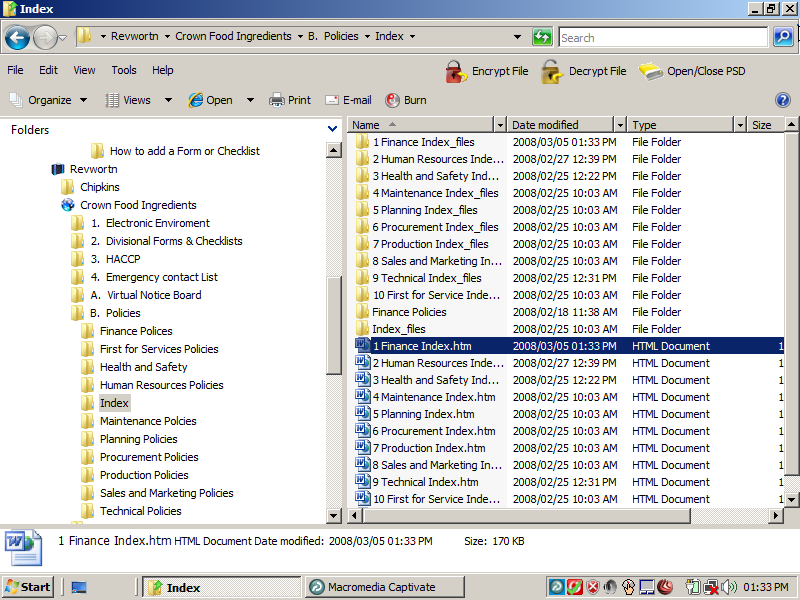 Index
Revwortn Crown Food Ingredients B. Policies Index Search
File Edit View Tools Help Encrypt File Decrypt File Open/Close PSD
Organize Views Open Print E-mail Burn
Folders
How to add a Form or Checklist
Revwortn
Chipkins
Crown Food Ingredients
1. Electronic Enviroment
2. Divisional Forms & Checklists
3. HACCP
4. Emergency contact List
A. Virtual Notice Board
B. Policies
Finance Polices
First for Services Policies
Health and Safety
Human Resources Policies
Index
Maintenance Polcies
Planning Policies
Procurement Policies
Production Policies
Sales and Marketing Policies
Technical Policies
Name Date modified Type Size
1 Finance Index_files 2008/03/05 01:33 PM File Folder
2 Human Resources Inde... 2008/02/27 12:39 PM File Folder
3 Health and Safety Ind... 2008/02/25 12:22 PM File Folder
4 Maintenance Index_files 2008/02/25 10:03 AM File Folder
5 Planning Index_files 2008/02/25 10:03 AM File Folder
6 Procurement Index_files 2008/02/25 10:03 AM File Folder
7 Production Index_files 2008/02/25 10:03 AM File Folder
8 Sales and Marketing In... 2008/02/25 10:03 AM File Folder
9 Technical Index_files 2008/02/25 12:31 PM File Folder
10 First for Service Inde... 2008/02/25 10:03 AM File Folder
Finance Policies 2008/02/18 11:38 AM File Folder
Index_files 2008/02/25 10:03 AM File Folder
1 Finance Index.htm 2008/03/05 01:33 PM HTML Document 1
2 Human Resources Inde... 2008/02/27 12:39 PM HTML Document 1
3 Health and Safety Ind... 2008/02/25 12:22 PM HTML Document 1
4 Maintenance Index.htm 2008/02/25 10:03 AM HTML Document 1
5 Planning Index.htm 2008/02/25 10:03 AM HTML Document 1
6 Procurement Index.htm 2008/02/25 10:03 AM HTML Document 1
7 Production Index.htm 2008/02/25 10:03 AM HTML Document 1
8 Sales and Marketing In... 2008/02/25 10:03 AM HTML Document 1
9 Technical Index.htm 2008/02/25 12:31 PM HTML Document 1
10 First for Service Inde... 2008/02/25 10:03 AM HTML Document 1
1 Finance Index.htm HTML Document Date modified: 2008/03/05 01:33 PM Size: 170 KB
Start Index Macromedia Captivate 01:33 PM